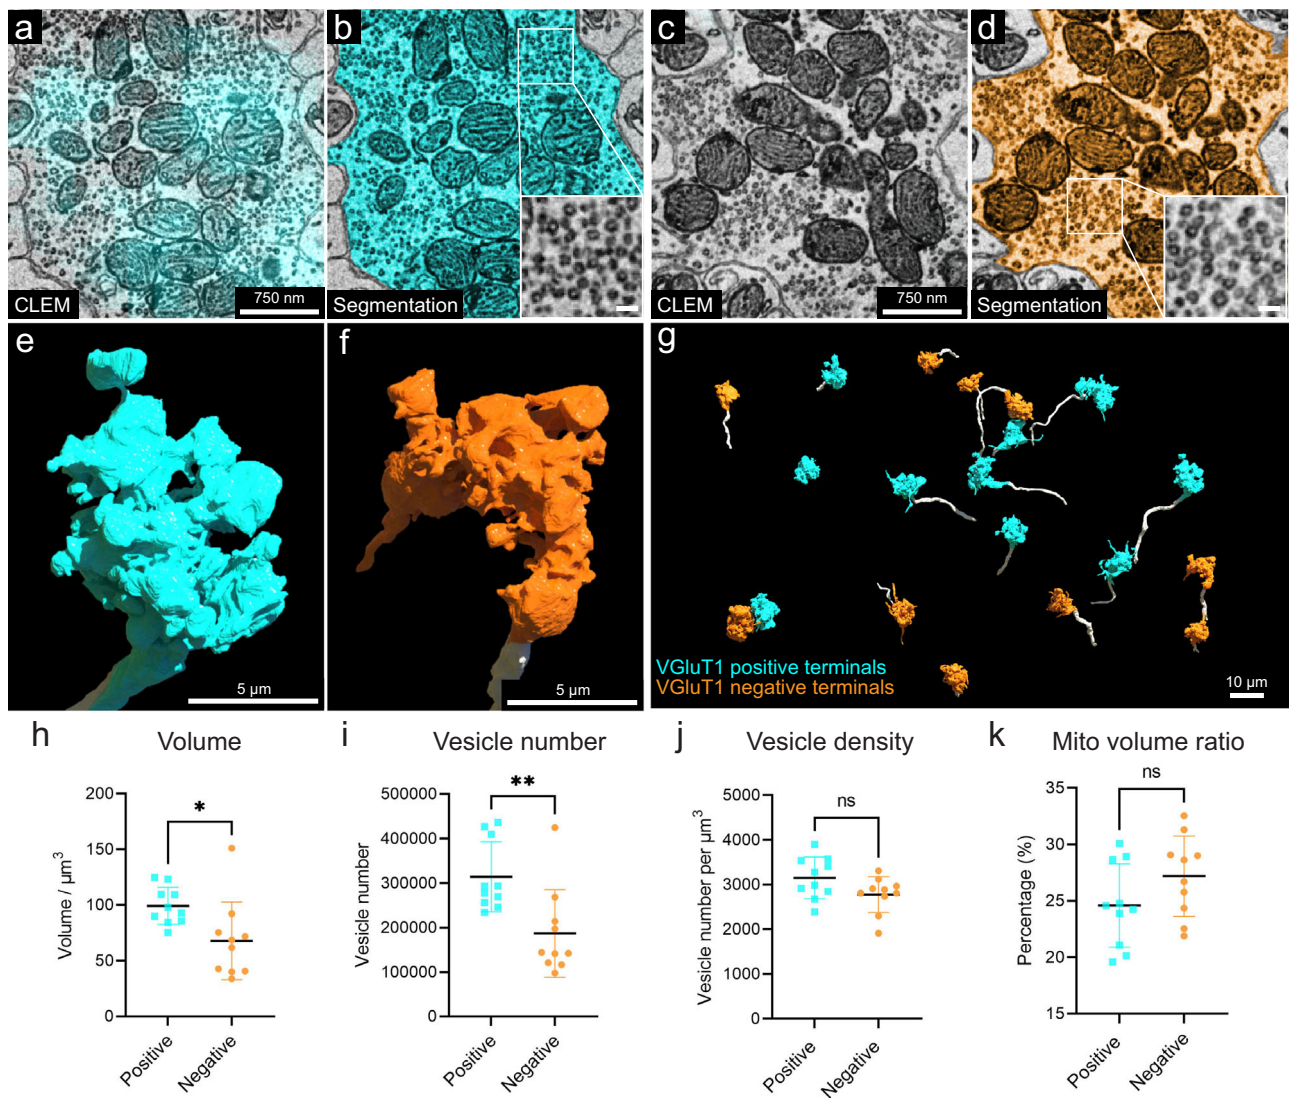 a
b
c
d
CLEM
750 nm
Segmentation
CLEM
750 nm
Segmentation
e
f
g
5 µm
5 µm
VGluT1 positive terminals
VGluT1 negative terminals
10 µm
h
Volume
i
Vesicle number
j
Vesicle density
k
Mito volume ratio
Volume / µm³
200
150
100
50
0
*
Positive
Negative
Vesicle number
500000
400000
300000
200000
100000
0
**
Positive
Negative
Vesicle number per µm³
5000
4000
3000
2000
1000
0
ns
Positive
Negative
Percentage (%)
35
30
25
20
15
ns
Positive
Negative